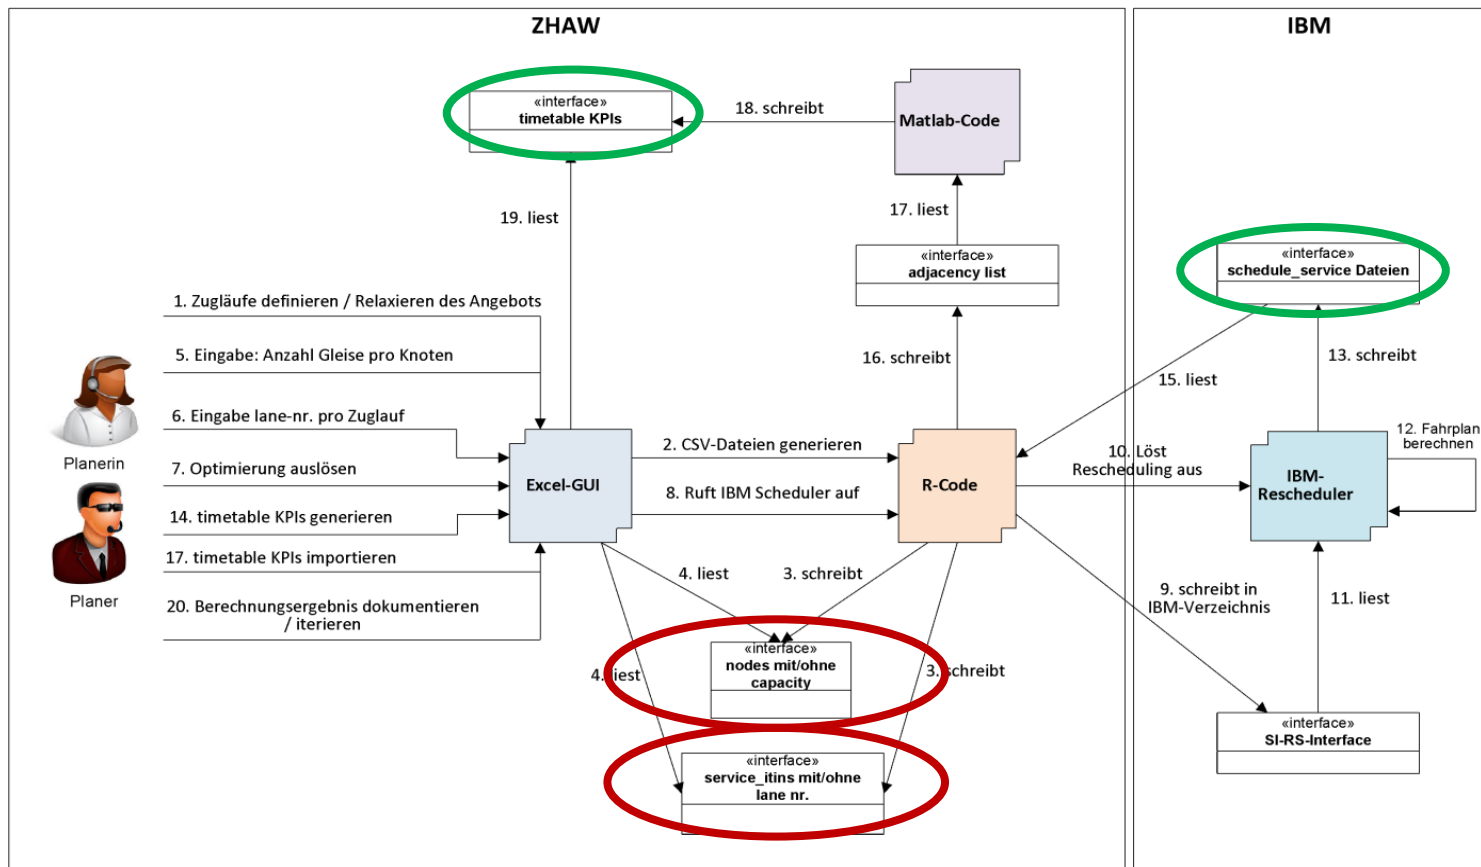 ZHAW
IBM
«interface»
timetable KPIs
18. schreibt
Matlab-Code
19. liest
17. liest
«interface»
adjacency list
«interface»
schedule_service Dateien
1. Zugläufe definieren / Relaxieren des Angebots
5. Eingabe: Anzahl Gleise pro Knoten
16. schreibt
13. schreibt
15. liest
6. Eingabe lane-nr. pro Zuglauf
Planerin
7. Optimierung auslösen
14. timetable KPIs generieren
17. timetable KPIs importieren
Planer
20. Berechnungsergebnis dokumentieren
/ iterieren
Excel-GUI
2. CSV-Dateien generieren
8. Ruft IBM Scheduler auf
R-Code
10. Löst
Rescheduling aus
12. Fahrplan
berechnen
IBM-
Rescheduler
4. liest
3. schreibt
9. schreibt in
IBM-Verzeichnis
11. liest
«interface»
nodes mit/ohne
capacity
4. liest
3. schreibt
«interface»
SI-RS-Interface
«interface»
service_itins mit/ohne
lane nr.